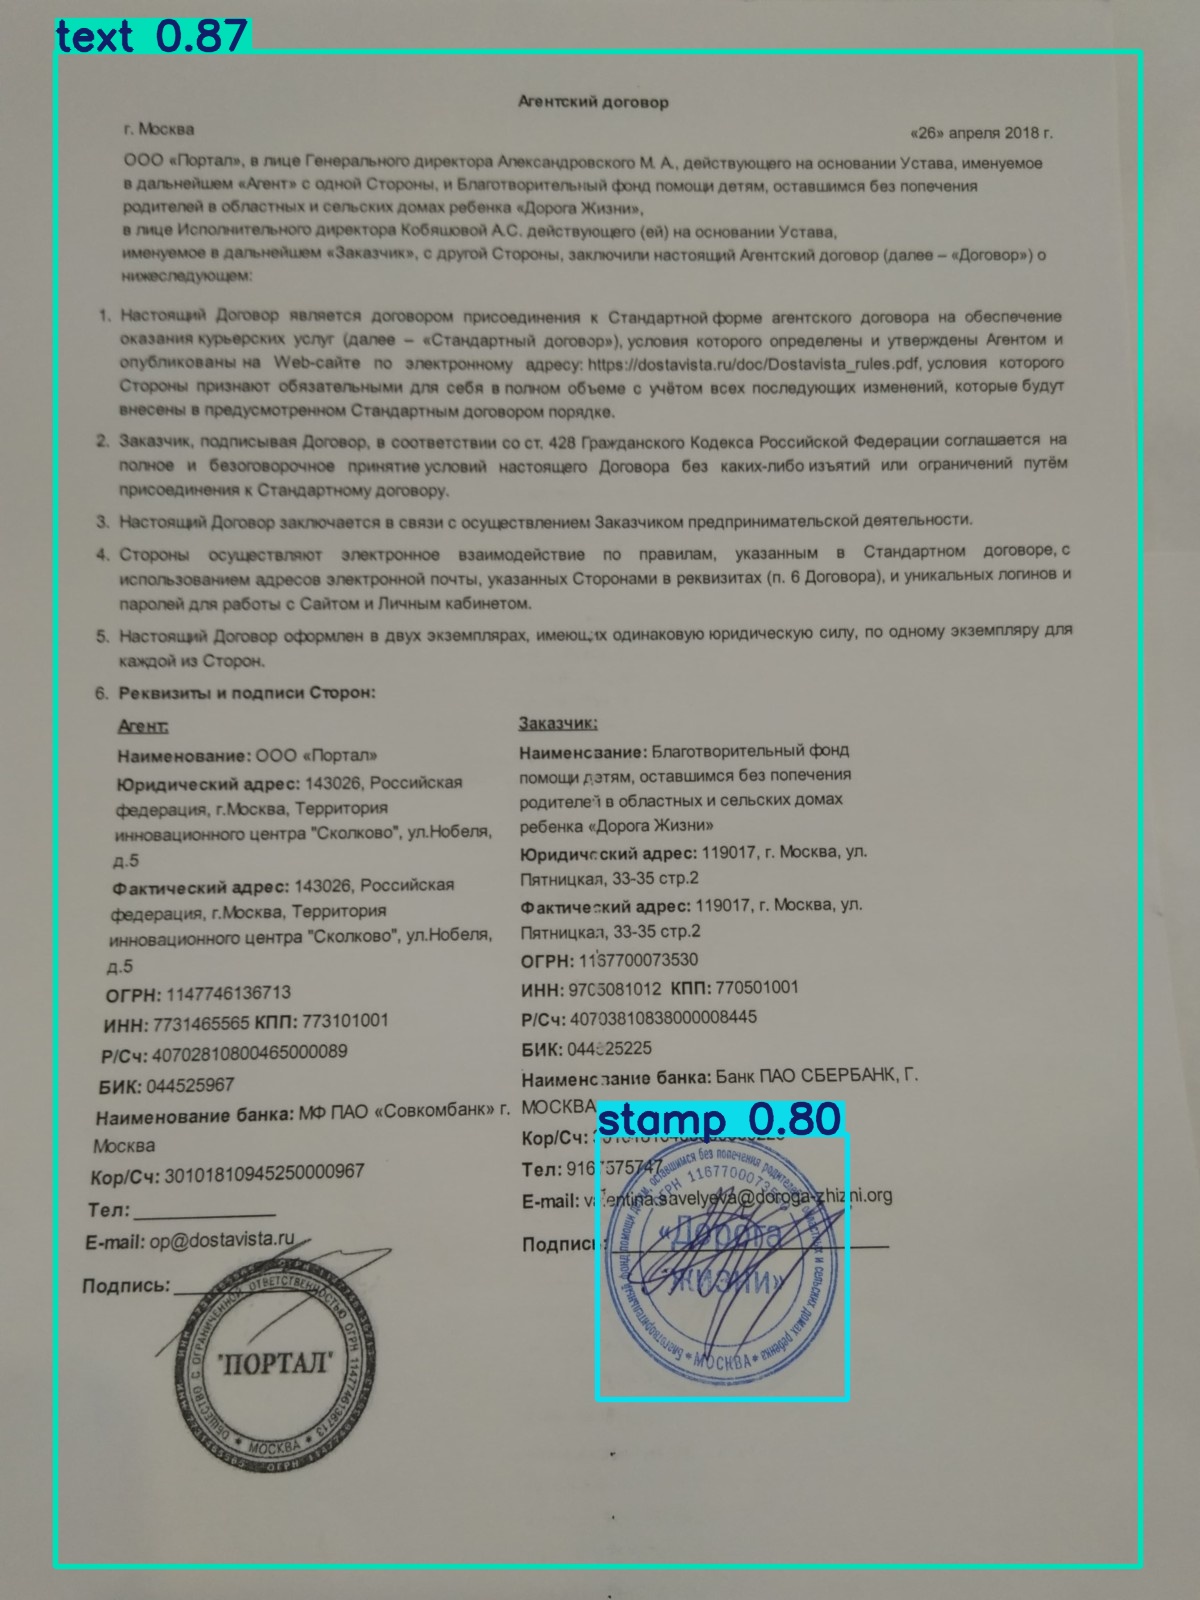 text 0.87
Агентский договор
г. Москва
«26» апреля 2018 г.
ООО «Портал», в лице Генерального директора Александровского М. А., действующего на основании Устава, именуемое
в дальнейшем «Агент» с одной Стороны, и Благотворительный фонд помощи детям, оставшимся без попечения
родителей в областных и сельских домах ребенка «Дорога Жизни»,
в лице Исполнительного директора Кобяшовой А.С. действующего (ей) на основании Устава,
именуемое в дальнейшем «Заказчик», с другой Стороны, заключили настоящий Агентский договор (далее – «Договор») о
нижеследующем:
1. Настоящий Договор является договором присоединения к Стандартной форме агентского договора на обеспечение
оказания курьерских услуг (далее – «Стандартный договор»), условия которого определены и утверждены Агентом и
опубликованы на Web-сайте по электронному адресу: https://dostavista.ru/doc/Dostavista_rules.pdf, условия которого
Стороны признают обязательными для себя в полном объеме с учётом всех последующих изменений, которые будут
внесены в предусмотренном Стандартным договором порядке.
2. Заказчик, подписывая Договор, в соответствии со ст. 428 Гражданского Кодекса Российской Федерации соглашается на
полное и безоговорочное принятие условий настоящего Договора без каких-либо изъятий или ограничений путём
присоединения к Стандартному договору.
3. Настоящий Договор заключается в связи с осуществлением Заказчиком предпринимательской деятельности.
4. Стороны осуществляют электронное взаимодействие по правилам, указанным в Стандартном договоре, с
использованием адресов электронной почты, указанных Сторонами в реквизитах (п. 6 Договора), и уникальных логинов и
паролей для работы с Сайтом и Личным кабинетом.
5. Настоящий Договор оформлен в двух экземплярах, имеющих одинаковую юридическую силу, по одному экземпляру для
каждой из Сторон.
6. Реквизиты и подписи Сторон:
Агент:
Наименование: ООО «Портал»
Юридический адрес: 143026, Российская
федерация, г.Москва, Территория
инновационного центра "Сколково", ул.Нобеля,
д.5
Фактический адрес: 143026, Российская
федерация, г.Москва, Территория
инновационного центра "Сколково", ул.Нобеля,
д.5
ОГРН: 1147746136713
ИНН: 7731465565 КПП: 773101001
Р/Сч: 40702810800465000089
БИК: 044525967
Наименование банка: МФ ПАО «Совкомбанк» г.
Москва
Кор/Сч: 30101810945250000967
Тел:
E-mail: op@dostavista.ru
Подпись:
ОБЩЕСТВО С ОГРАНИЧЕННОЙ ОТВЕТСТВЕННОСТЬЮ ОГРН 1147746136713
"ПОРТАЛ"
* МОСКВА *
Заказчик:
Наименование: Благотворительный фонд
помощи детям, оставшимся без попечения
родителей в областных и сельских домах
ребенка «Дорога Жизни»
Юридический адрес: 119017, г. Москва, ул.
Пятницкая, 33-35 стр.2
Фактический адрес: 119017, г. Москва, ул.
Пятницкая, 33-35 стр.2
ОГРН: 1167700073530
ИНН: 9705081012 КПП: 770501001
Р/Сч: 40703810838000008445
БИК: 044525225
Наименование банка: Банк ПАО СБЕРБАНК, Г.
МОСКВА
stamp 0.80
Кор/Сч:
Тел: 9167575747
E-mail: valentina.savelyeva@doroga-zhizni.org
Подпись:
Благотворительный фонд помощи детям, оставшимся без попечения родителей в областных и сельских домах ребенка
«Дорога
Жизни»
* МОСКВА *